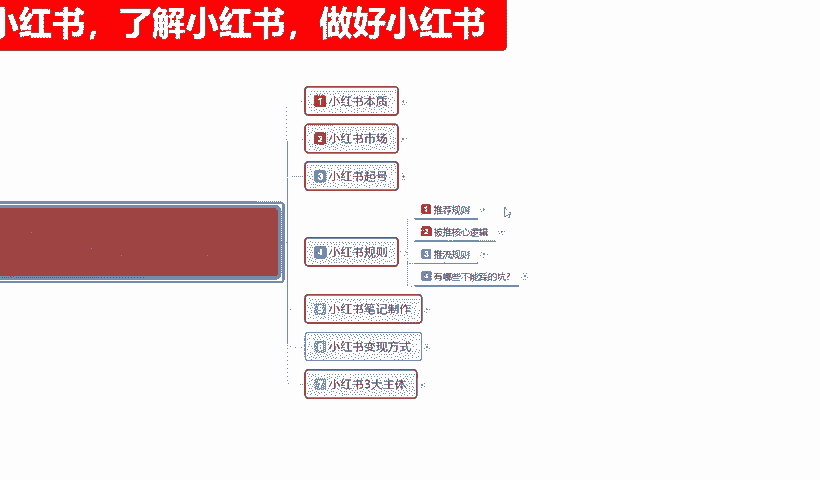 小红书，了解小红书，做好小红书
1 小红书本质
2 小红书市场
3 小红书起号
4 小红书规则
1 推荐规则
2 被推核心逻辑
3 推流规则
4 有哪些不能踩的坑?
5 小红书笔记制作
6 小红书变现方式
7 小红书3大主体